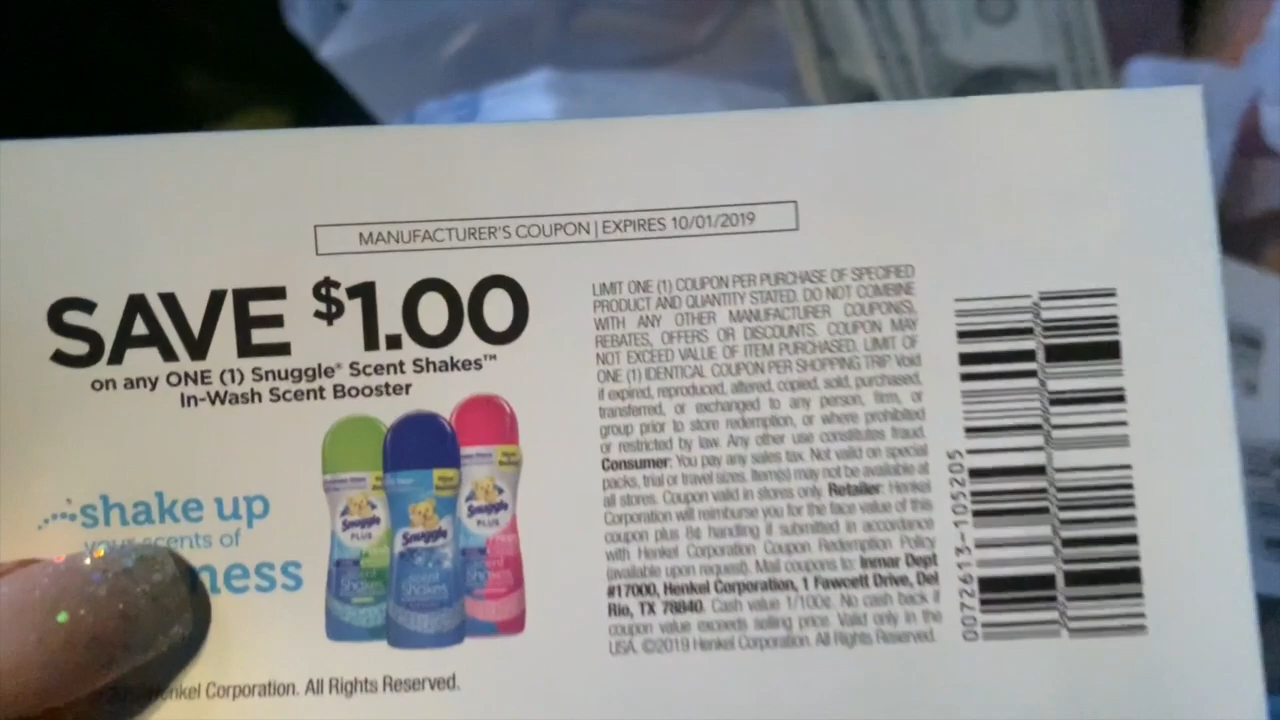 MANUFACTURER'S COUPON | EXPIRES 10/01/2019
SAVE $1.00
on any ONE (1) Snuggle® Scent Shakes™
In-Wash Scent Booster
shake up
your scents of
ness
Snuggle
PLUS
scent
shakes
Snuggle
scent
shakes
Snuggle
PLUS
scent
shakes
Henkel Corporation. All Rights Reserved.
LIMIT ONE (1) COUPON PER PURCHASE OF SPECIFIED
PRODUCT AND QUANTITY STATED. DO NOT COMBINE
WITH ANY OTHER MANUFACTURER COUPON(S),
REBATES, OFFERS OR DISCOUNTS. COUPON MAY
NOT EXCEED VALUE OF ITEM PURCHASED. LIMIT OF
ONE (1) IDENTICAL COUPON PER SHOPPING TRIP. Void
if expired, reproduced, altered, copied, sold, purchased,
transferred, or exchanged to any person, firm, or
group prior to store redemption, or where prohibited
or restricted by law. Any other use constitutes fraud.
Consumer: You pay any sales tax. Not valid on special
packs, trial or travel sizes. Item(s) may not be available at
all stores. Coupon valid in stores only. Retailer: Henkel
Corporation will reimburse you for the face value of this
coupon plus 8¢ handling if submitted in accordance
with Henkel Corporation Coupon Redemption Policy
(available upon request). Mail coupons to: Inmar Dept
#17000, Henkel Corporation, 1 Fawcett Drive, Del
Rio, TX 78840. Cash value 1/100¢. No cash back if
coupon value exceeds selling price. Valid only in the
USA. ©2019 Henkel Corporation. All Rights Reserved.
0072613-105205